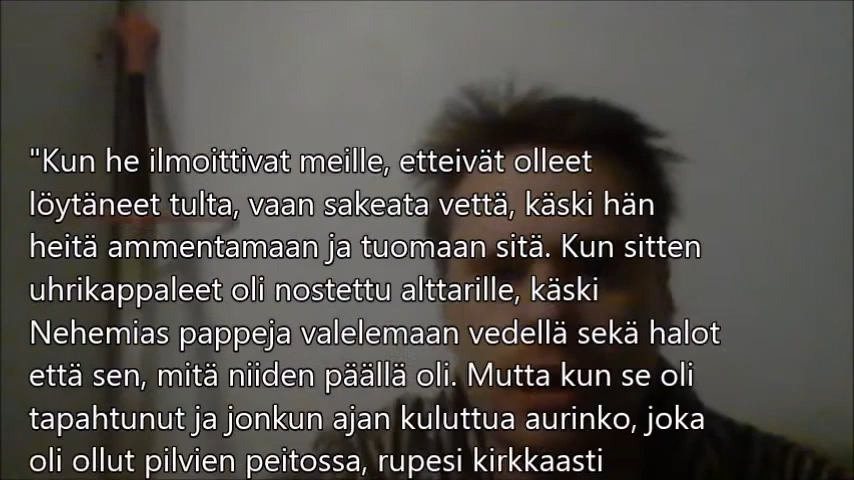 "Kun he ilmoittivat meille, etteivät olleet
löytäneet tulta, vaan sakeata vettä, käski hän
heitä ammentamaan ja tuomaan sitä. Kun sitten
uhrikappaleet oli nostettu alttarille, käski
Nehemias pappeja valelemaan vedellä sekä halot
että sen, mitä niiden päällä oli. Mutta kun se oli
tapahtunut ja jonkun ajan kuluttua aurinko, joka
oli ollut pilvien peitossa, rupesi kirkkaasti